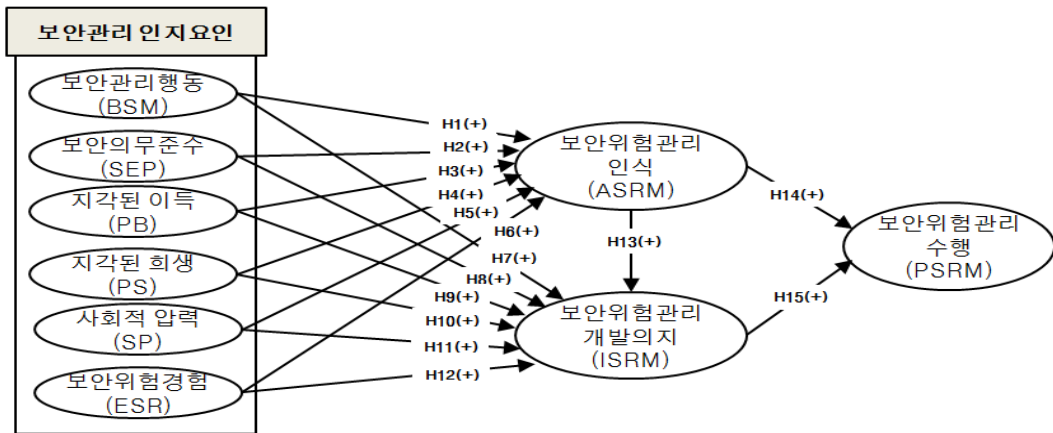 보안관리 인지요인
보안관리행동
(BSM)
보안의무준수
(SEP)
지각된 이득
(PB)
지각된 희생
(PS)
사회적 압력
(SP)
보안위험경험
(ESR)
H1(+)
H2(+)
H3(+)
H4(+)
H5(+)
H6(+)
H7(+)
H8(+)
H9(+)
H10(+)
H11(+)
H12(+)
보안위험관리
인식
(ASRM)
H13(+)
보안위험관리
개발의지
(ISRM)
H14(+)
H15(+)
보안위험관리
수행
(PSRM)